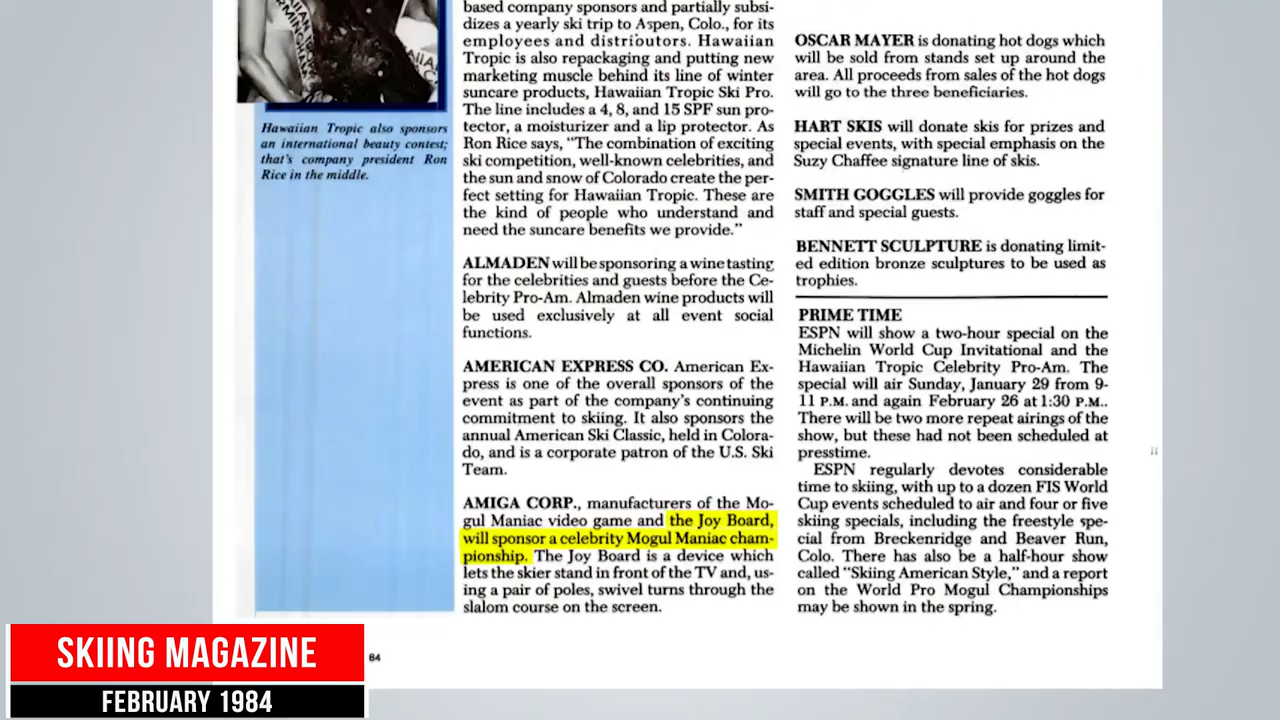 Hawaiian Tropic also sponsors
an international beauty contest;
that's company president Ron
Rice in the middle.
based company sponsors and partially subsi-
dizes a yearly ski trip to Aspen, Colo., for its
employees and distributors. Hawaiian
Tropic is also repackaging and putting new
marketing muscle behind its line of winter
suncare products, Hawaiian Tropic Ski Pro.
The line includes a 4, 8, and 15 SPF sun pro-
tector, a moisturizer and a lip protector. As
Ron Rice says, “The combination of exciting
ski competition, well-known celebrities, and
the sun and snow of Colorado create the per-
fect setting for Hawaiian Tropic. These are
the kind of people who understand and
need the suncare benefits we provide.”
ALMADEN will be sponsoring a wine tasting
for the celebrities and guests before the Ce-
lebrity Pro-Am. Almaden wine products will
be used exclusively at all event social
functions.
AMERICAN EXPRESS CO. American Ex-
press is one of the overall sponsors of the
event as part of the company's continuing
commitment to skiing. It also sponsors the
annual American Ski Classic, held in Colora-
do, and is a corporate patron of the U.S. Ski
Team.
AMIGA CORP., manufacturers of the Mo-
gul Maniac video game and the Joy Board,
will sponsor a celebrity Mogul Maniac cham-
pionship. The Joy Board is a device which
lets the skier stand in front of the TV and, us-
ing a pair of poles, swivel turns through the
slalom course on the screen.
OSCAR MAYER is donating hot dogs which
will be sold from stands set up around the
area. All proceeds from sales of the hot dogs
will go to the three beneficiaries.
HART SKIS will donate skis for prizes and
special events, with special emphasis on the
Suzy Chaffee signature line of skis.
SMITH GOGGLES will provide goggles for
staff and special guests.
BENNETT SCULPTURE is donating limit-
ed edition bronze sculptures to be used as
trophies.
PRIME TIME
ESPN will show a two-hour special on the
Michelin World Cup Invitational and the
Hawaiian Tropic Celebrity Pro-Am. The
special will air Sunday, January 29 from 9-
11 P.M. and again February 26 at 1:30 P.M..
There will be two more repeat airings of the
show, but these had not been scheduled at
presstime.
ESPN regularly devotes considerable
time to skiing, with up to a dozen FIS World
Cup events scheduled to air and four or five
skiing specials, including the freestyle spe-
cial from Breckenridge and Beaver Run,
Colo. There has also be a half-hour show
called “Skiing American Style,” and a report
on the World Pro Mogul Championships
may be shown in the spring.
84
SKIING MAGAZINE
FEBRUARY 1984